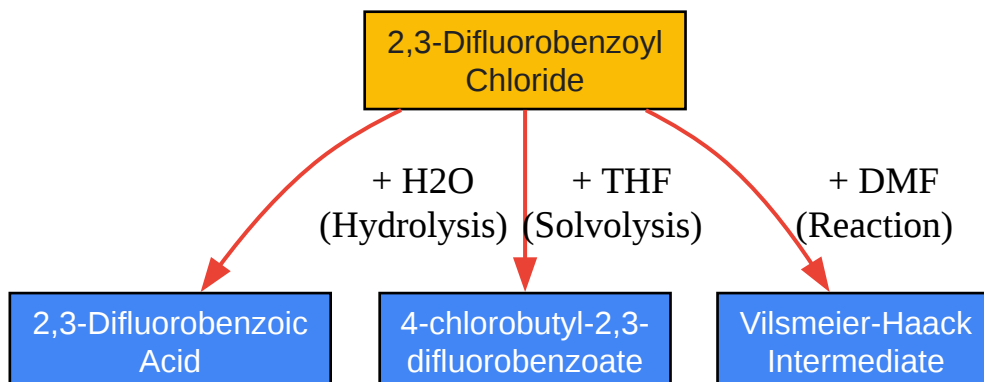 2,3-Difluorobenzoyl
Chloride
+ H2O
(Hydrolysis)
+ THF
(Solvolysis)
+ DMF
(Reaction)
2,3-Difluorobenzoic
Acid
4-chlorobutyl-2,3-
difluorobenzoate
Vilsmeier-Haack
Intermediate